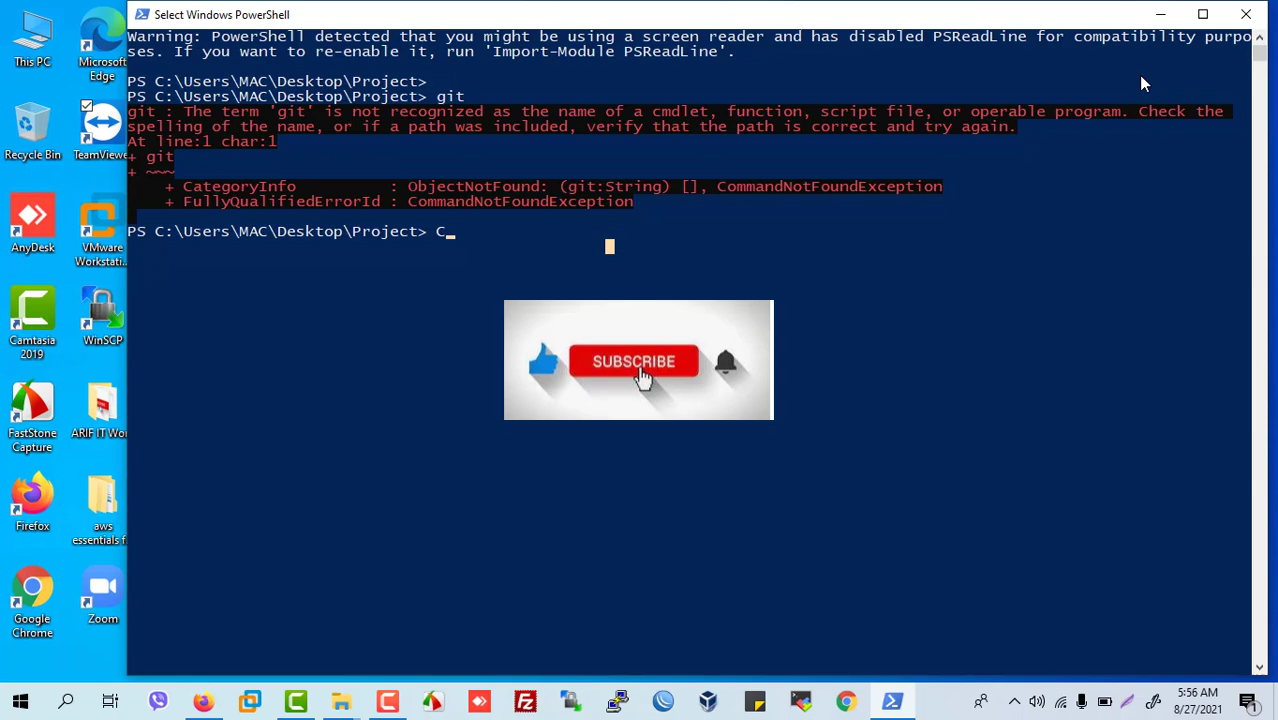 Select Windows PowerShell
Warning: PowerShell detected that you might be using a screen reader and has disabled PSReadLine for compatibility purpo
ses. If you want to re-enable it, run 'Import-Module PSReadLine'.
PS C:\Users\MAC\Desktop\Project>
PS C:\Users\MAC\Desktop\Project> git
git : The term 'git' is not recognized as the name of a cmdlet, function, script file, or operable program. Check the
spelling of the name, or if a path was included, verify that the path is correct and try again.
At line:1 char:1
+ git
+ ~~~
+ CategoryInfo : ObjectNotFound: (git:String) [], CommandNotFoundException
+ FullyQualifiedErrorId : CommandNotFoundException
PS C:\Users\MAC\Desktop\Project> C_
SUBSCRIBE
This PC
Microsoft
Edge
Recycle Bin
TeamViewe
AnyDesk
VMware
Workstati...
Camtasia
2019
WinSCP
FastStone
Capture
ARIF IT Wo
Firefox
aws
essentials f
Google
Chrome
Zoom
5:56 AM
8/27/2021
1